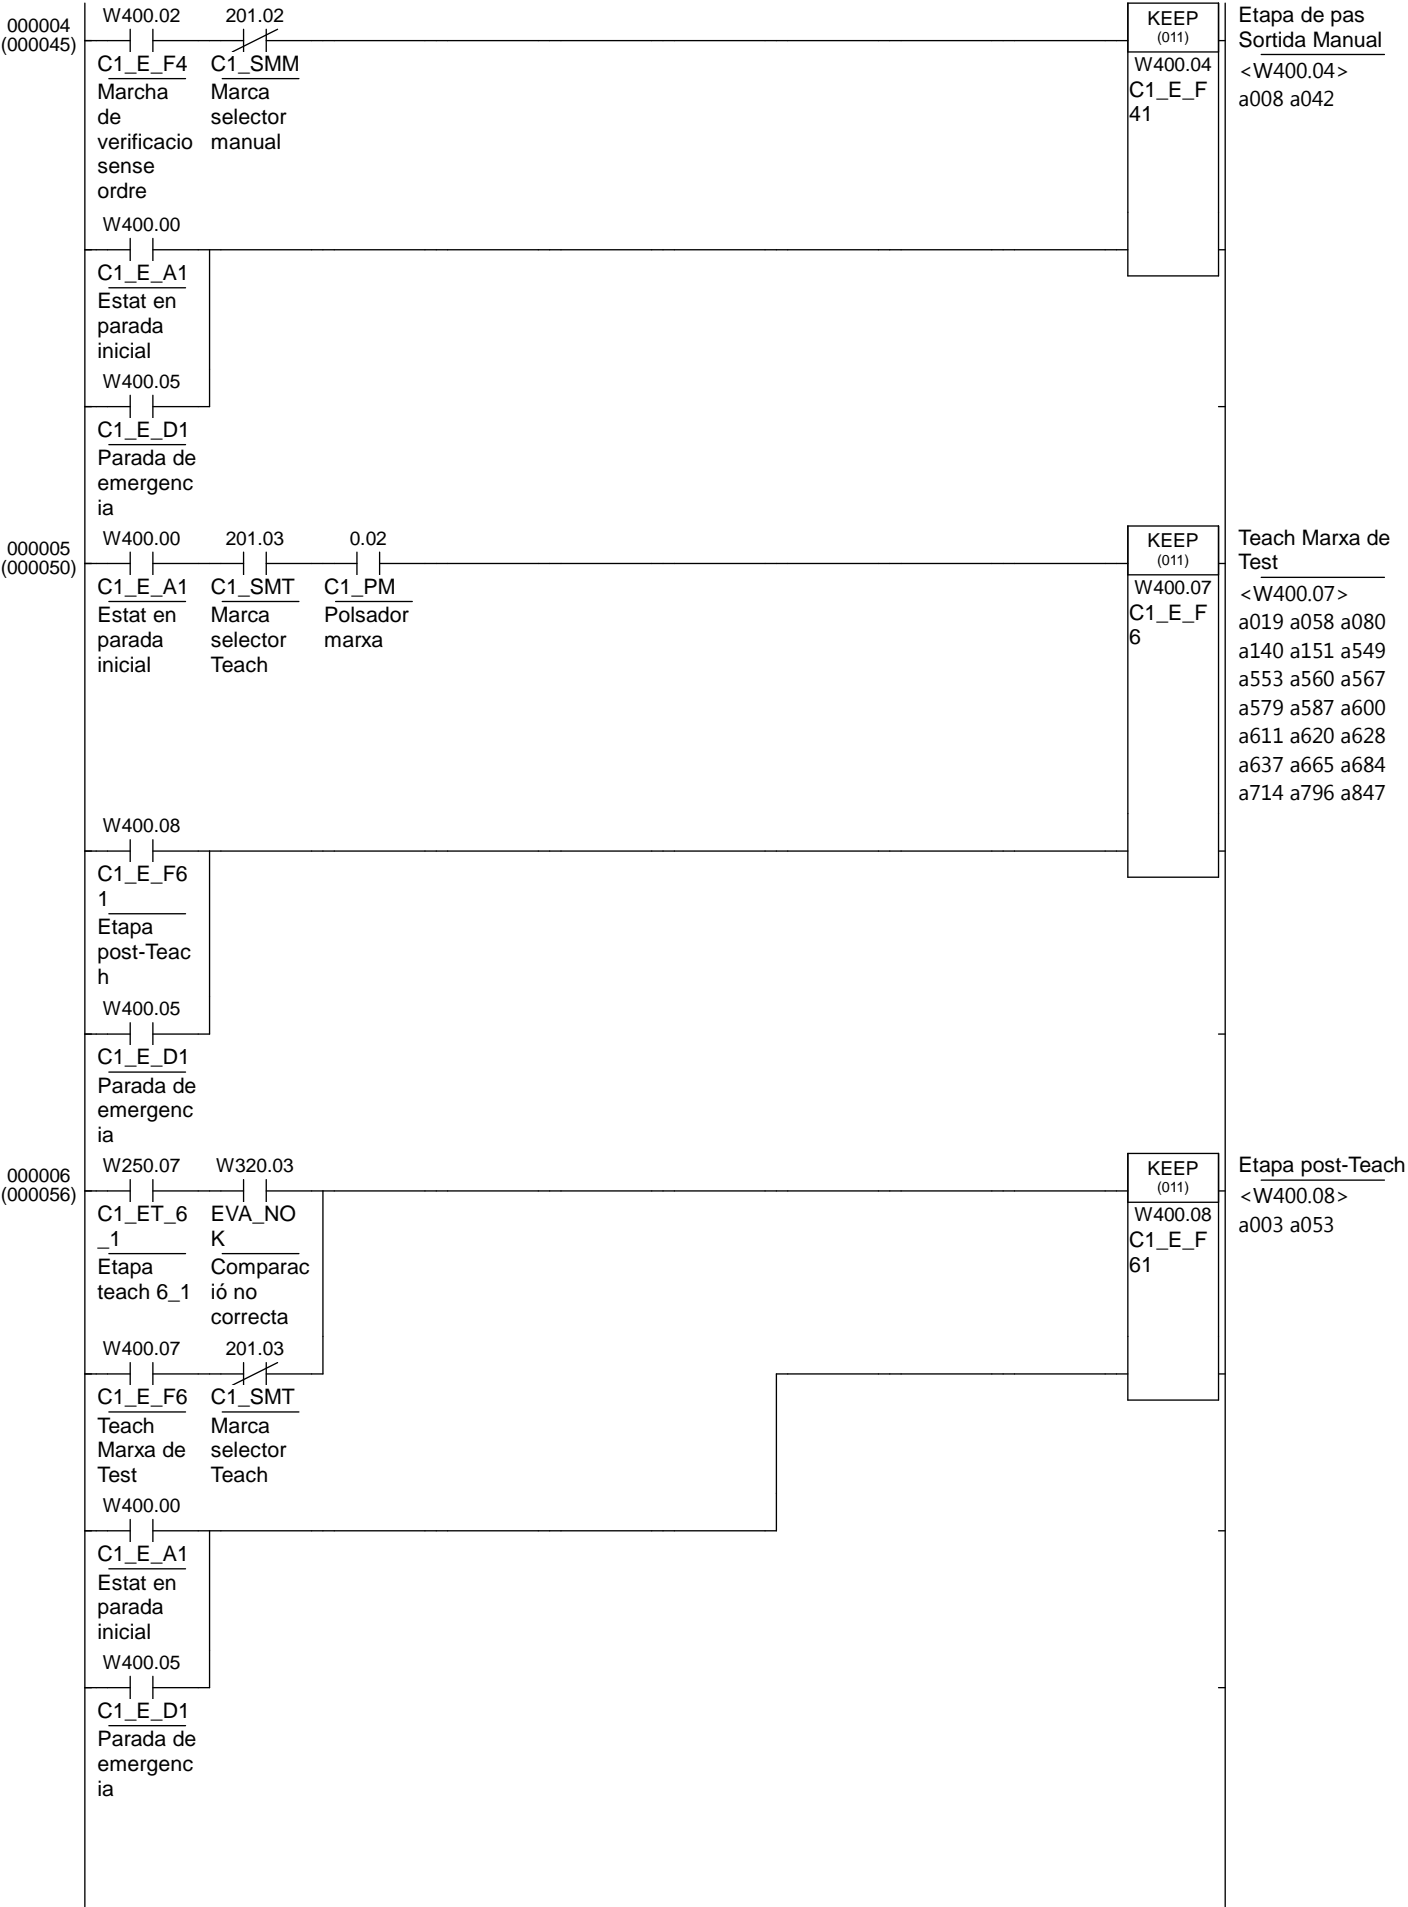 000004
(000045)
W400.02
201.02
C1_E_F4
C1_SMM
Marcha
de
verificacio
sense
ordre
Marca
selector
manual
KEEP
(011)
W400.04
C1_E_F
41
Etapa de pas
Sortida Manual
<W400.04>
a008 a042
W400.00
C1_E_A1
Estat en
parada
inicial
W400.05
C1_E_D1
Parada de
emergenc
ia
000005
(000050)
W400.00
201.03
0.02
C1_E_A1
C1_SMT
C1_PM
Estat en
parada
inicial
Marca
selector
Teach
Polsador
marxa
KEEP
(011)
W400.07
C1_E_F
6
Teach Marxa de
Test
<W400.07>
a019 a058 a080
a140 a151 a549
a553 a560 a567
a579 a587 a600
a611 a620 a628
a637 a665 a684
a714 a796 a847
W400.08
C1_E_F6
1
Etapa
post-Teac
h
W400.05
C1_E_D1
Parada de
emergenc
ia
000006
(000056)
W250.07
W320.03
C1_ET_6
_1
Etapa
teach 6_1
EVA_NO
K
Comparac
ió no
correcta
KEEP
(011)
W400.08
C1_E_F
61
Etapa post-Teach
<W400.08>
a003 a053
W400.07
201.03
C1_E_F6
C1_SMT
Teach
Marxa de
Test
Marca
selector
Teach
W400.00
C1_E_A1
Estat en
parada
inicial
W400.05
C1_E_D1
Parada de
emergenc
ia